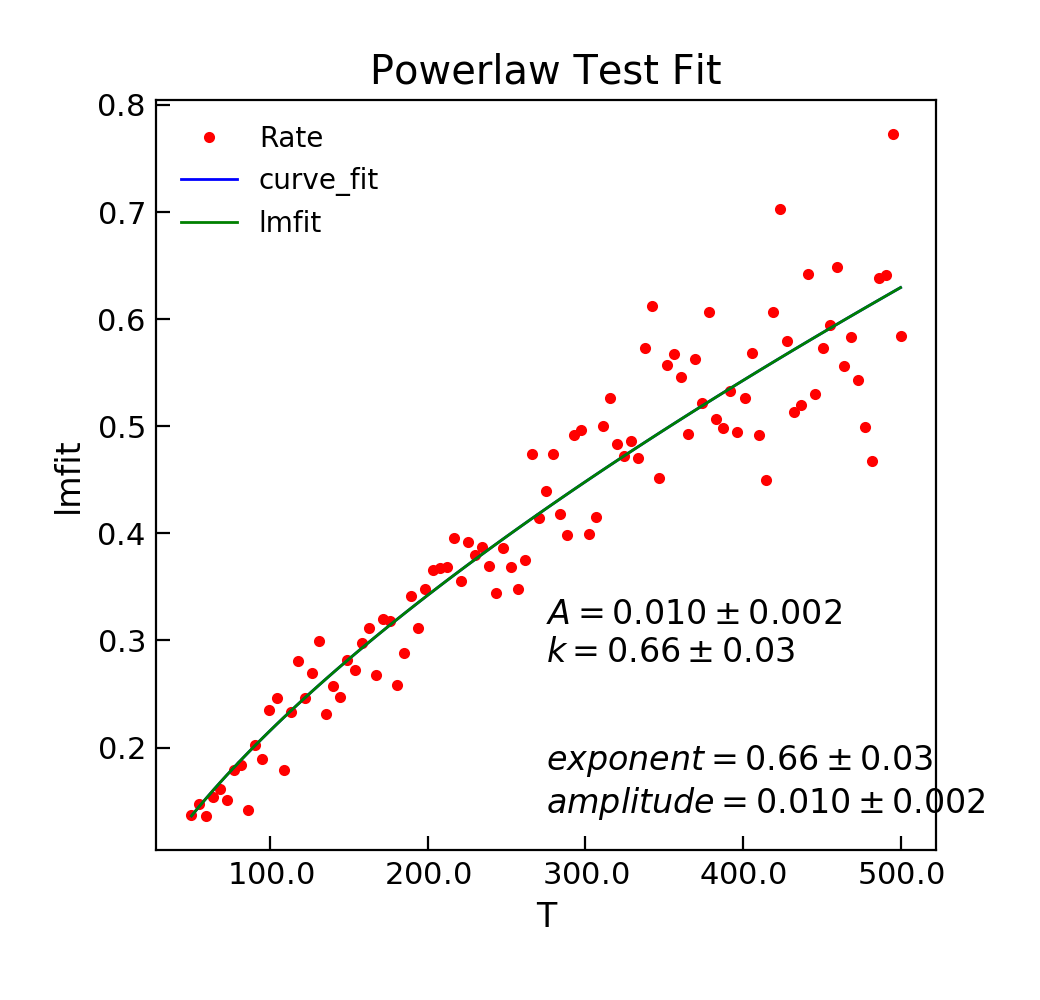 Powerlaw Test Fit
0.8
0.7
0.6
0.5
0.4
0.3
0.2
lmfit
Rate
curve_fit
lmfit
A = 0.010 ± 0.002
k = 0.66 ± 0.03
exponent = 0.66 ± 0.03
amplitude = 0.010 ± 0.002
100.0 200.0 300.0 400.0 500.0
T